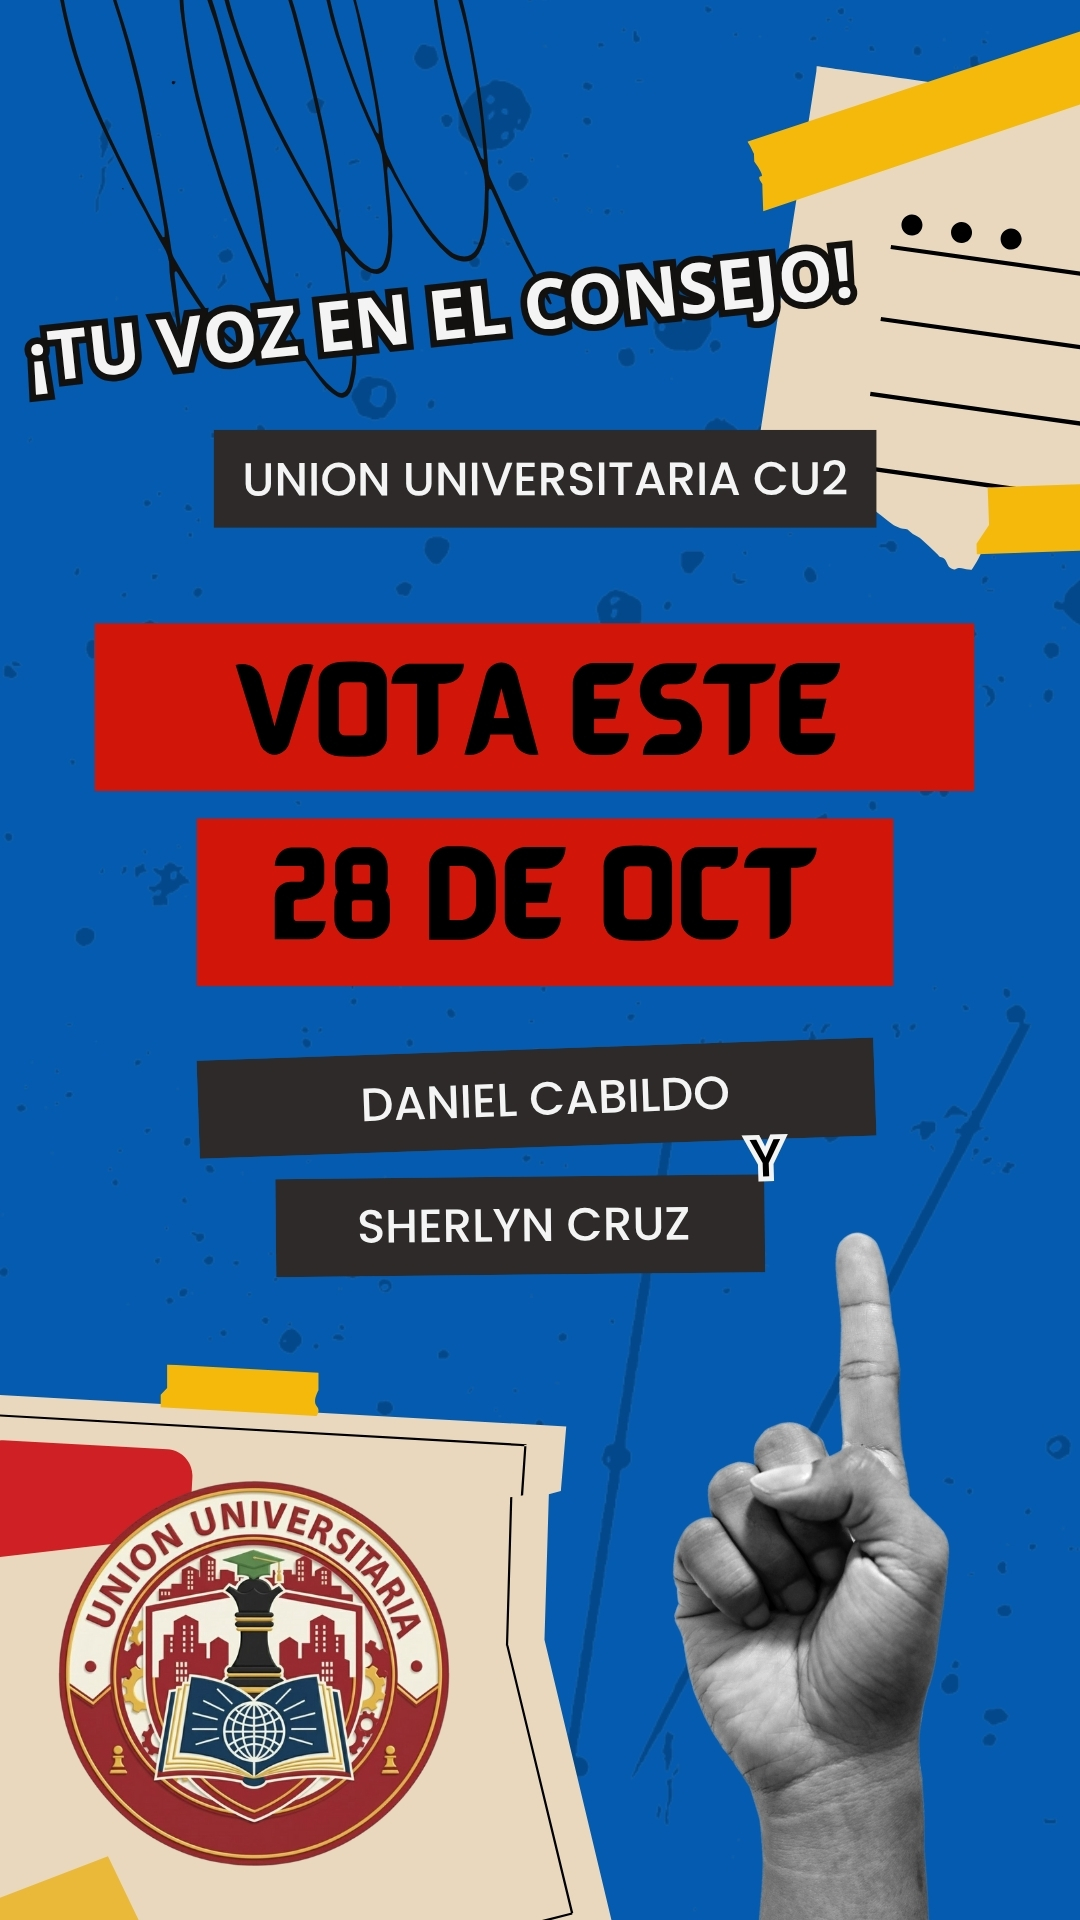 ¡TU VOZ EN EL CONSEJO!
UNION UNIVERSITARIA CU2
VOTA ESTE
28 DE OCT
DANIEL CABILDO
Y
SHERLYN CRUZ
UNION UNIVERSITARIA